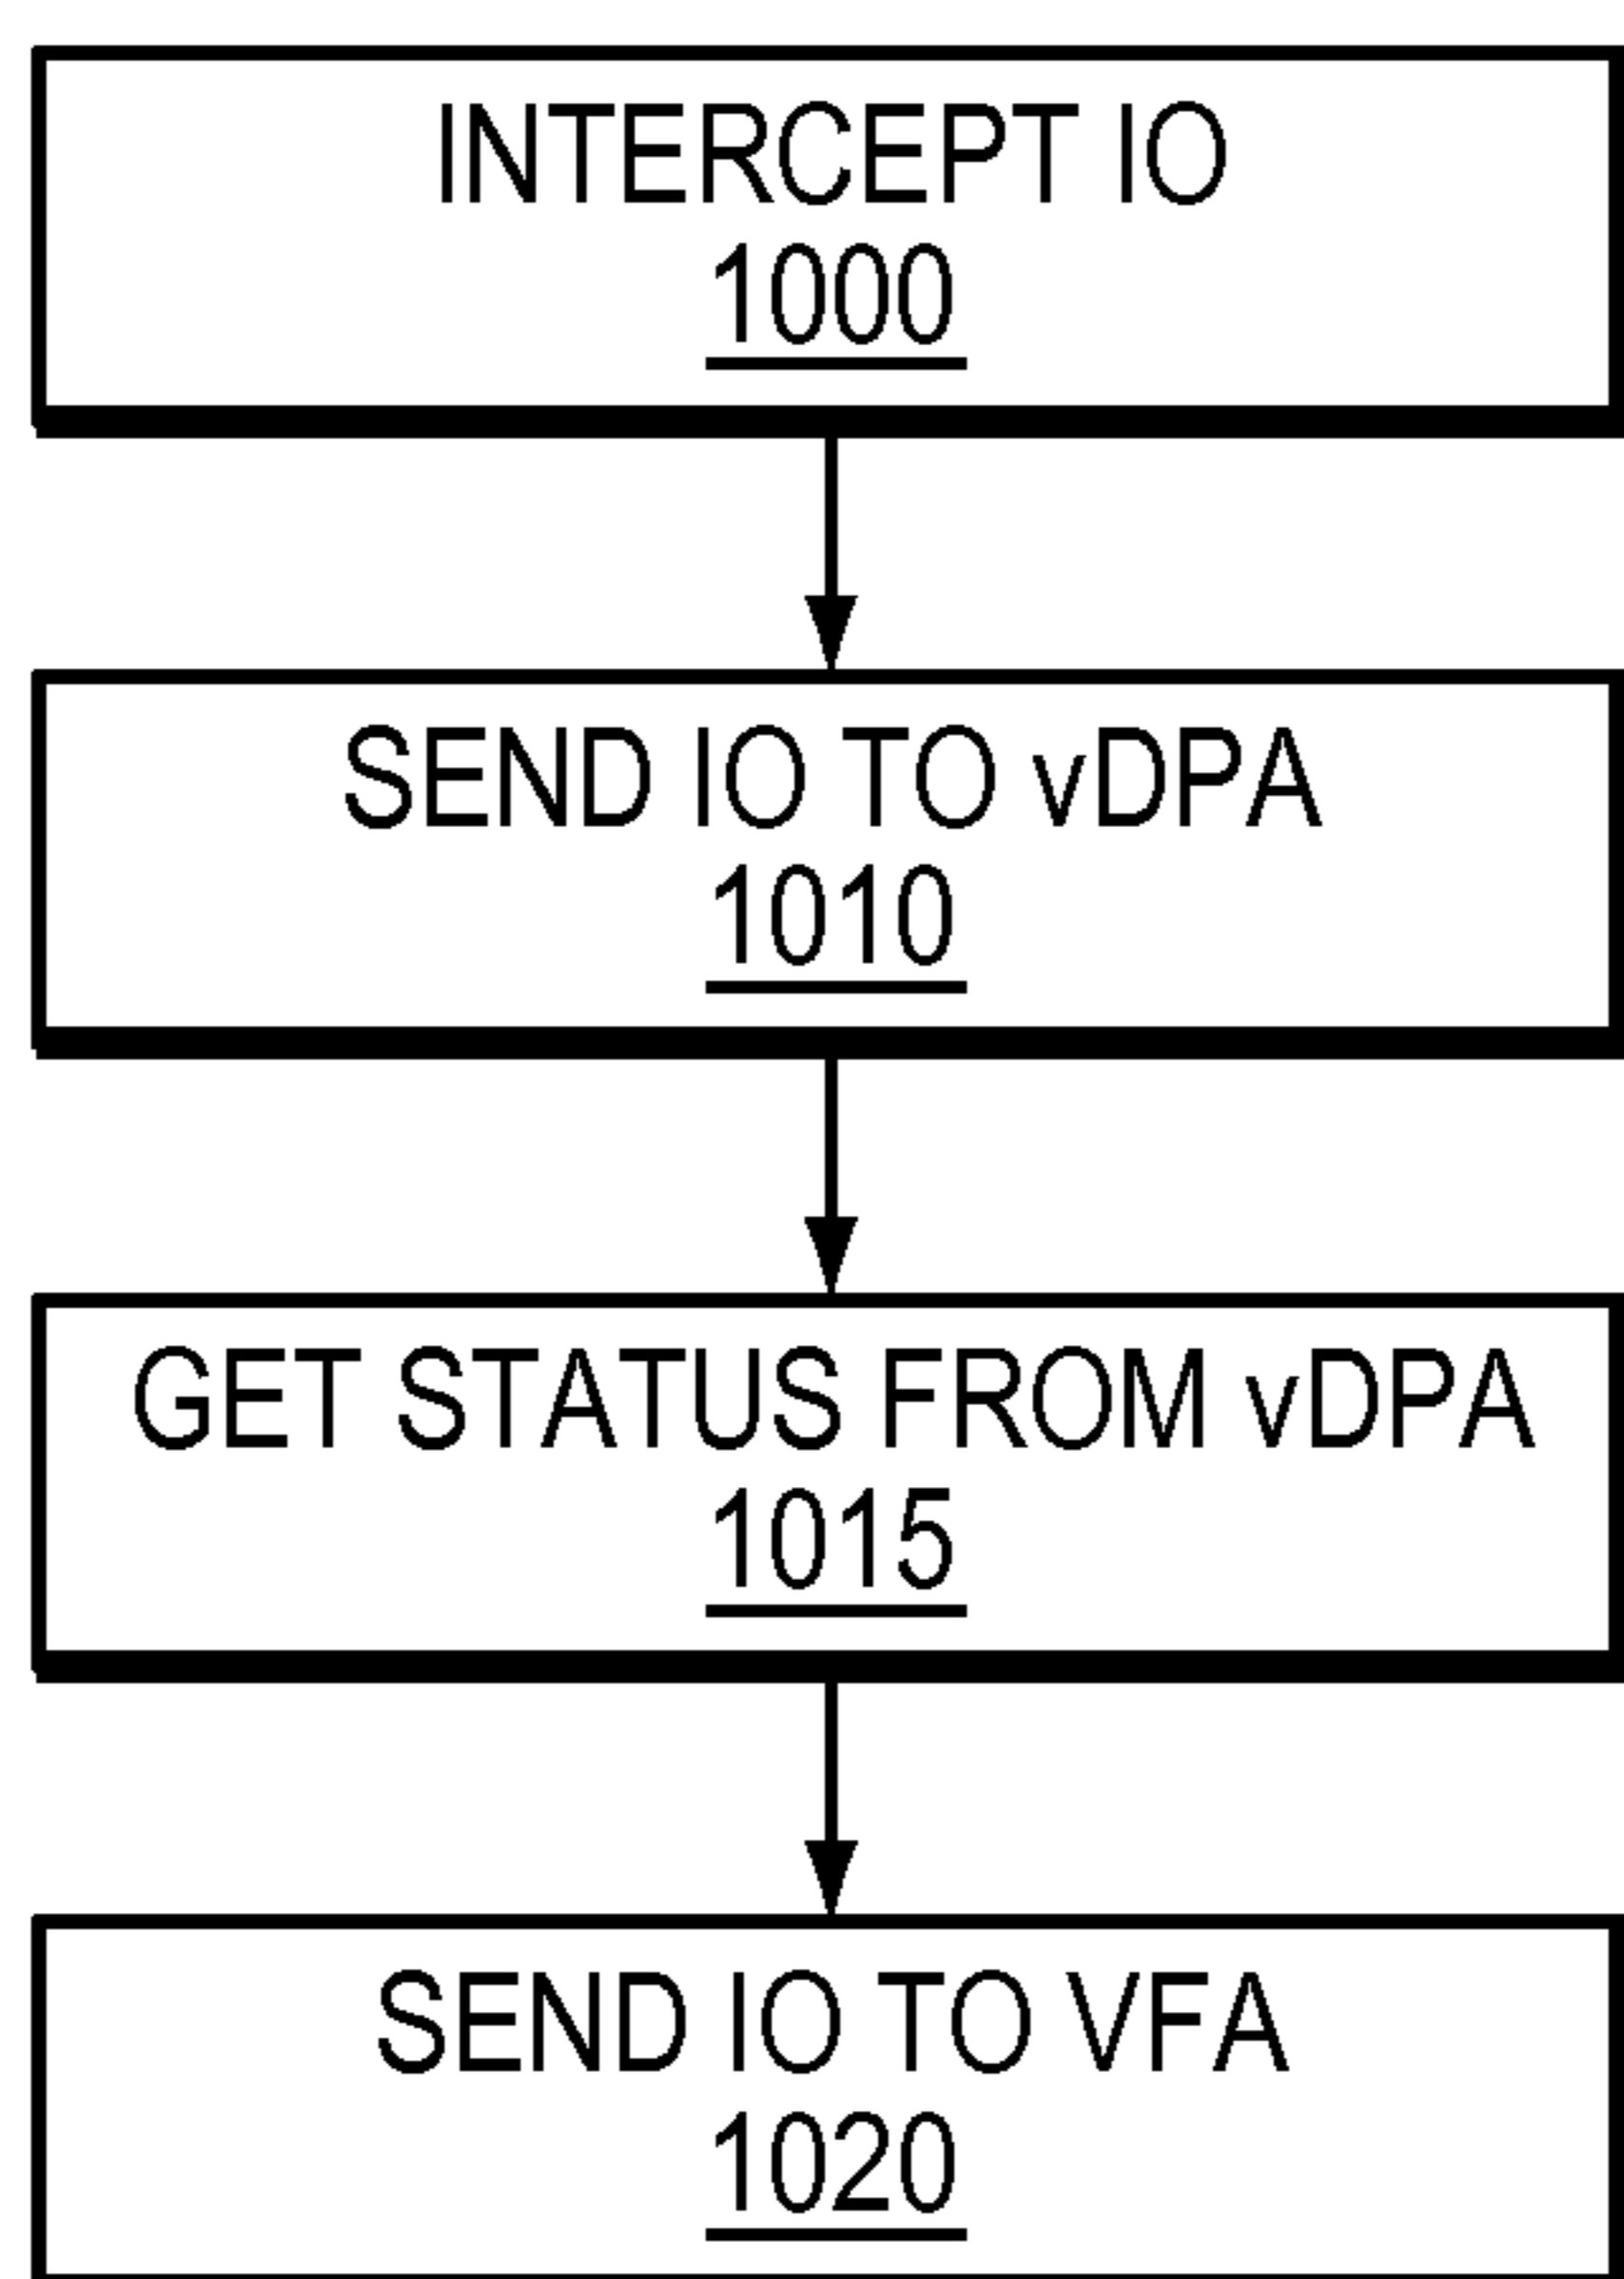 INTERCEPT IO
1000
SEND IO TO vDPA
1010
GET STATUS FROM vDPA
1015
SEND IO TO VFA
1020